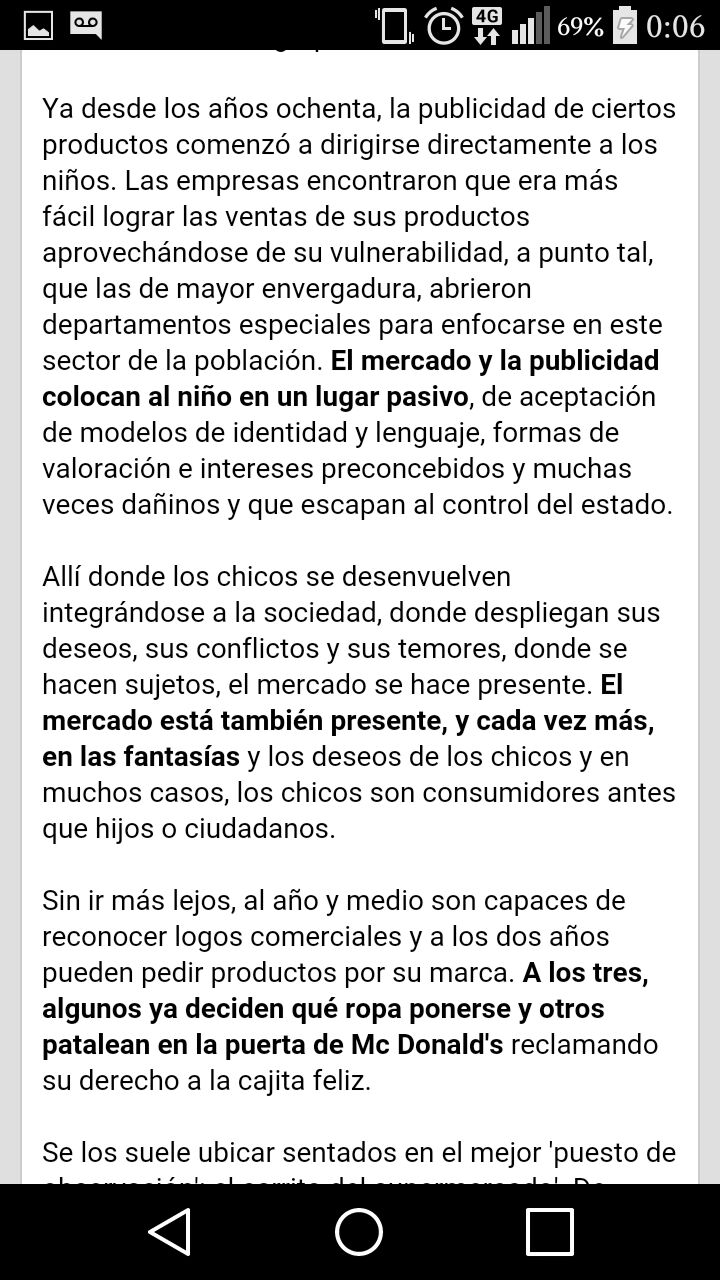 4G
69%
0:06
Ya desde los años ochenta, la publicidad de ciertos
productos comenzó a dirigirse directamente a los
niños. Las empresas encontraron que era más
fácil lograr las ventas de sus productos
aprovechándose de su vulnerabilidad, a punto tal,
que las de mayor envergadura, abrieron
departamentos especiales para enfocarse en este
sector de la población. El mercado y la publicidad
colocan al niño en un lugar pasivo, de aceptación
de modelos de identidad y lenguaje, formas de
valoración e intereses preconcebidos y muchas
veces dañinos y que escapan al control del estado.
Allí donde los chicos se desenvuelven
integrándose a la sociedad, donde despliegan sus
deseos, sus conflictos y sus temores, donde se
hacen sujetos, el mercado se hace presente. El
mercado está también presente, y cada vez más,
en las fantasías y los deseos de los chicos y en
muchos casos, los chicos son consumidores antes
que hijos o ciudadanos.
Sin ir más lejos, al año y medio son capaces de
reconocer logos comerciales y a los dos años
pueden pedir productos por su marca. A los tres,
algunos ya deciden qué ropa ponerse y otros
patalean en la puerta de Mc Donald's reclamando
su derecho a la cajita feliz.
Se los suele ubicar sentados en el mejor 'puesto de